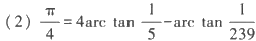 (2) π/4=4arc tan 1/5-arc tan 1/239